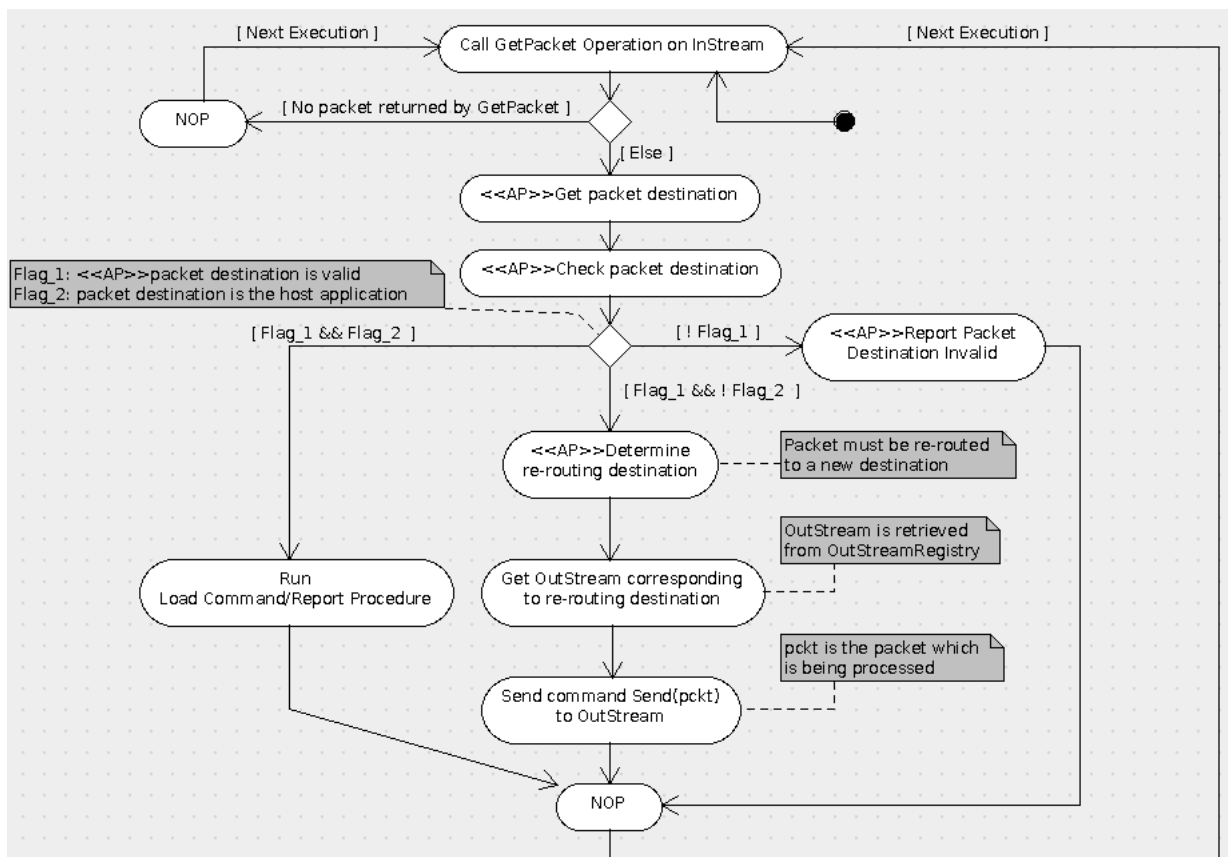 [ Next Execution ]
Call GetPacket Operation on InStream
[ Next Execution ]
NOP
[ No packet returned by GetPacket ]
[Else ]
<<AP>>Get packet destination
<<AP>>Check packet destination
Flag_1: <<AP>>packet destination is valid
Flag_2: packet destination is the host application
[ Flag_1 && Flag_2 ]
[ ! Flag_1 ]
<<AP>>Report Packet
Destination Invalid
[ Flag_1 && ! Flag_2 ]
<<AP>>Determine
re-routing destination
Packet must be re-routed
to a new destination
OutStream is retrieved
from OutStreamRegistry
Run
Load Command/Report Procedure
Get OutStream corresponding
to re-routing destination
pckt is the packet which
is being processed
Send command Send(pckt)
to OutStream
NOP